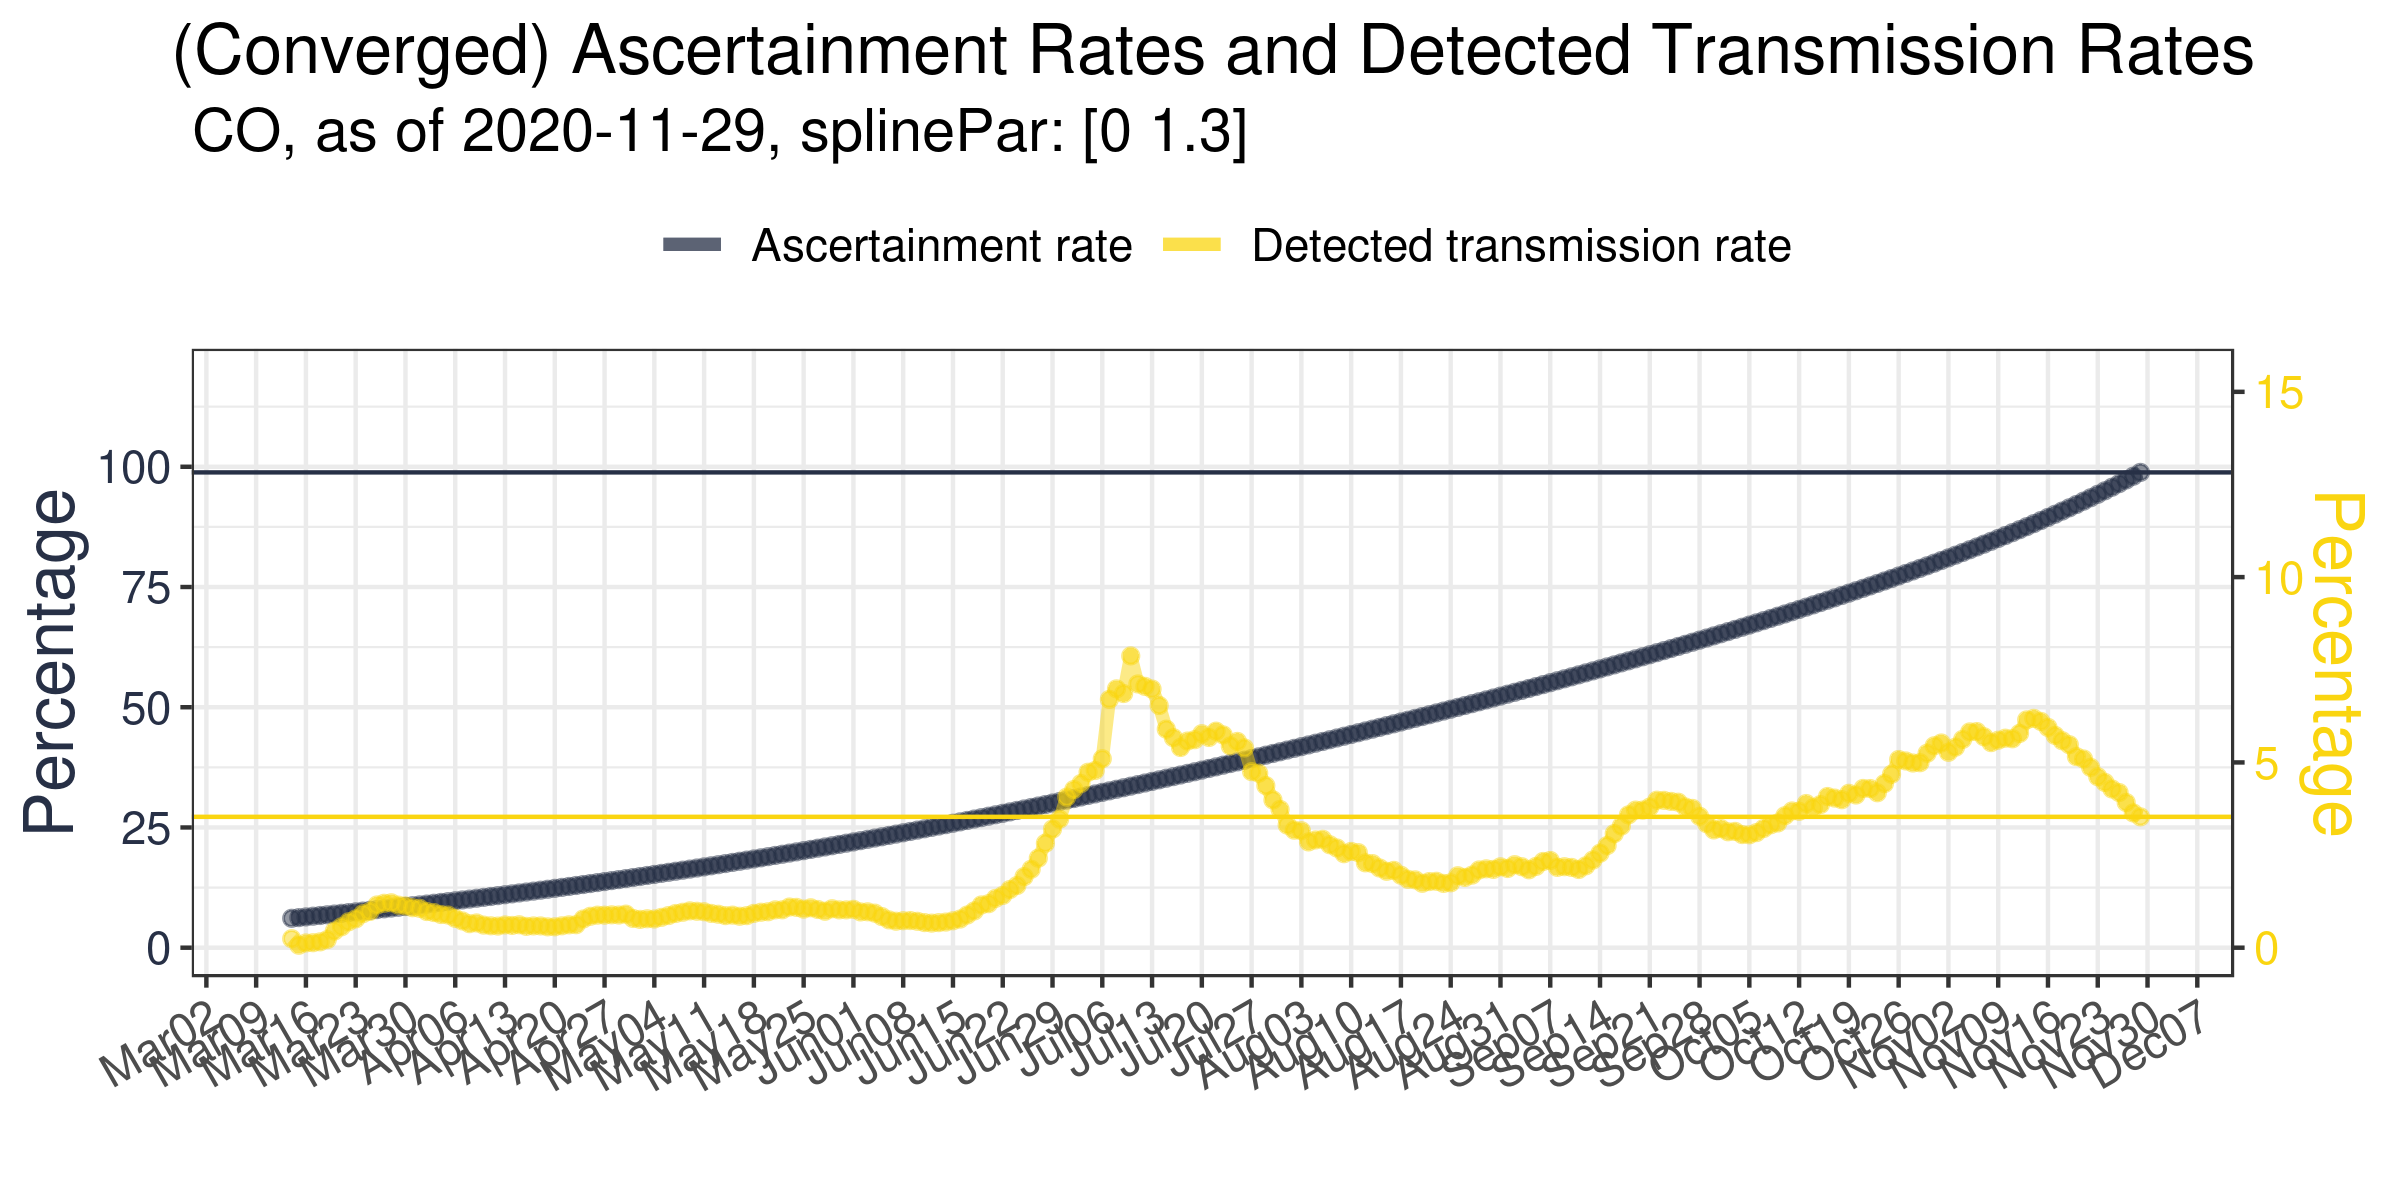 (Converged) Ascertainment Rates and Detected Transmission Rates
CO, as of 2020-11-29, splinePar: [0 1.3]
Ascertainment rate
Detected transmission rate
Percentage
100
75
50
25
0
15
10
5
0
Percentage
Mar02
Mar09
Mar16
Mar23
Mar30
Apr06
Apr13
Apr20
Apr27
May04
May11
May18
May25
Jun01
Jun08
Jun15
Jun22
Jun29
Jul06
Jul13
Jul20
Jul27
Aug03
Aug10
Aug17
Aug24
Aug31
Sep07
Sep14
Sep21
Sep28
Oct05
Oct12
Oct19
Oct26
Nov02
Nov09
Nov16
Nov23
Nov30
Dec07